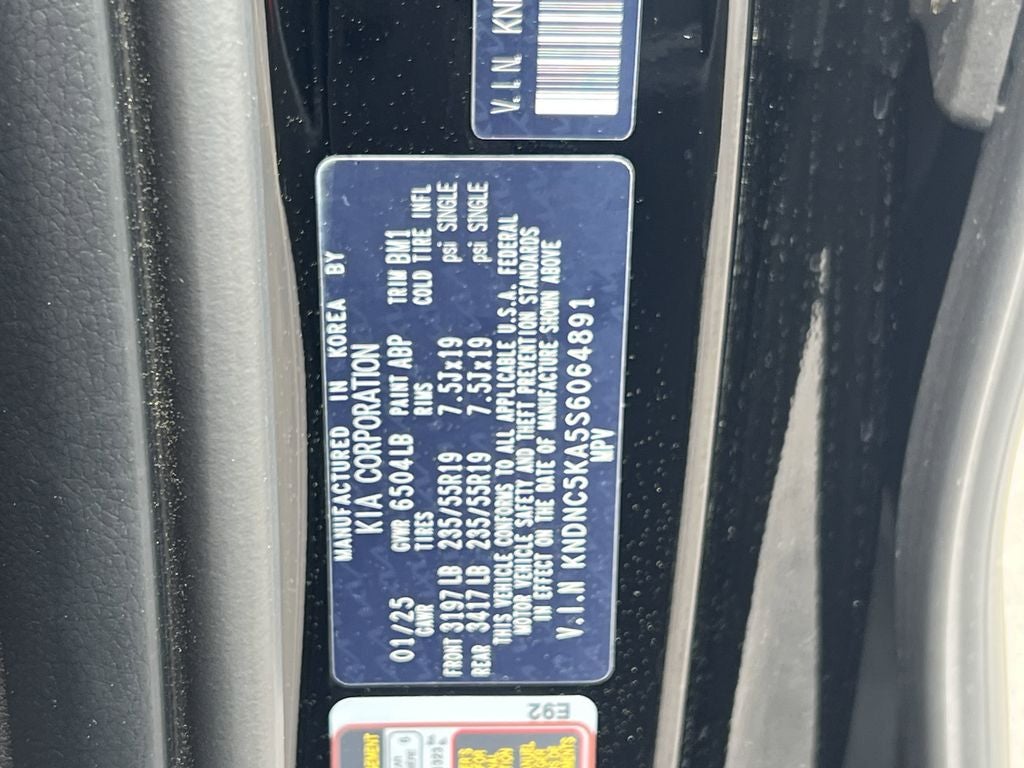 MANUFACTURED IN KOREA BY
KIA CORPORATION
01/25 GVWR 6504LB PAINT ABP TRIM BM1
GAWR TIRES RIMS COLD TIRE INFL
FRONT 3197LB 235/55R19 7.5Jx19 psi SINGLE
REAR 3417LB 235/55R19 7.5Jx19 psi SINGLE
THIS VEHICLE CONFORMS TO ALL APPLICABLE U.S.A. FEDERAL
MOTOR VEHICLE SAFETY AND THEFT PREVENTION STANDARDS
IN EFFECT ON THE DATE OF MANUFACTURE SHOWN ABOVE
V.I.N KNDNC5KA5S6064891
MPV
V.I.N
E92